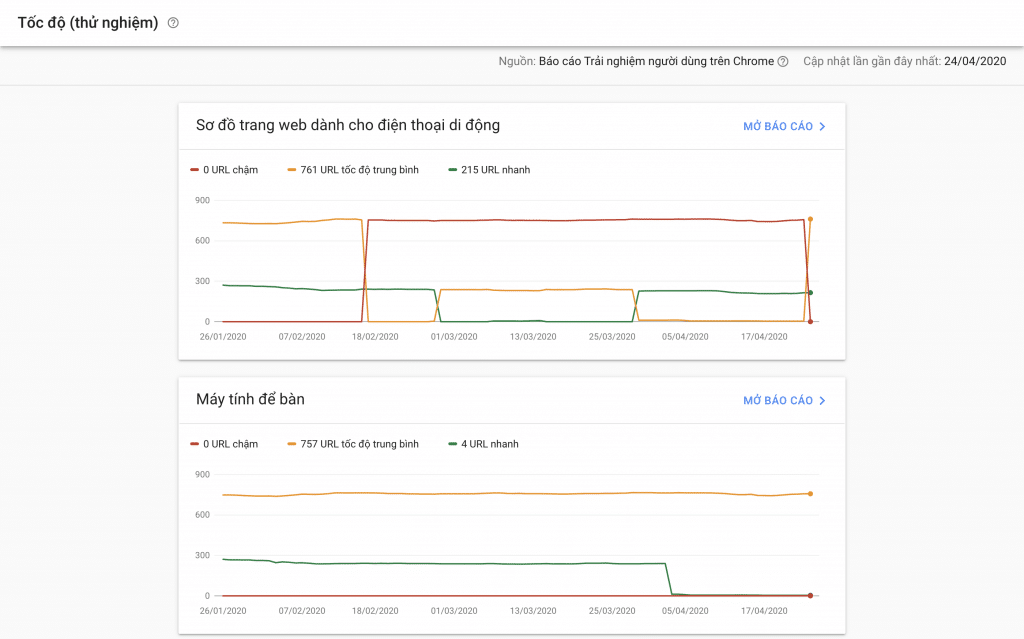 Tốc độ (thử nghiệm)
Nguồn: Báo cáo Trải nghiệm người dùng trên Chrome Cập nhật lần gần đây nhất: 24/04/2020
Sơ đồ trang web dành cho điện thoại di động MỞ BÁO CÁO
0 URL chậm 761 URL tốc độ trung bình 215 URL nhanh
900
600
300
0
26/01/2020 07/02/2020 18/02/2020 01/03/2020 13/03/2020 25/03/2020 05/04/2020 17/04/2020
Máy tính để bàn MỞ BÁO CÁO
0 URL chậm 757 URL tốc độ trung bình 4 URL nhanh
900
600
300
0
26/01/2020 07/02/2020 18/02/2020 01/03/2020 13/03/2020 25/03/2020 05/04/2020 17/04/2020